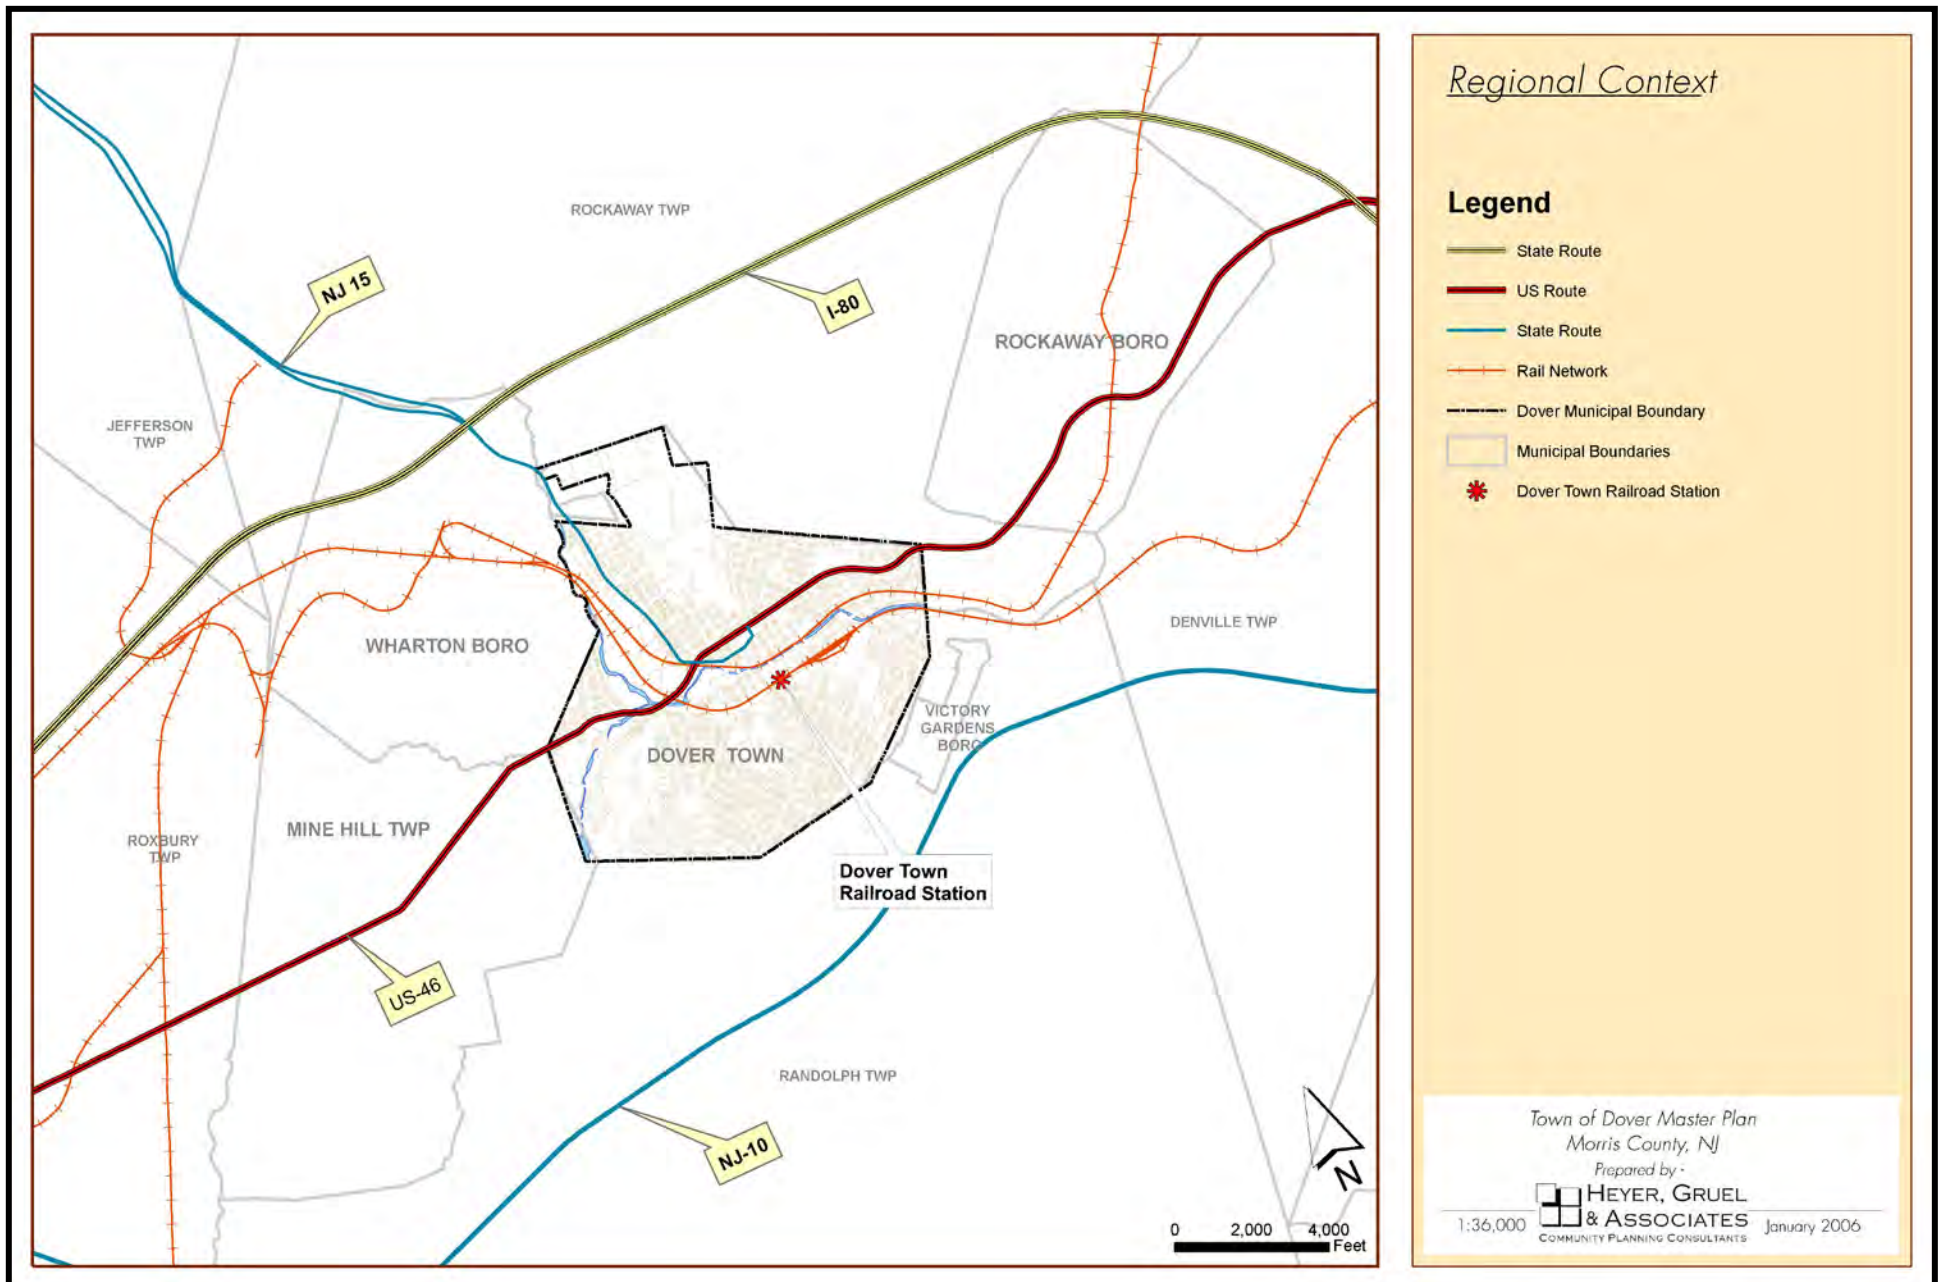 Regional Context
Legend
State Route
US Route
State Route
Rail Network
Dover Municipal Boundary
Municipal Boundaries
Dover Town Railroad Station
ROCKAWAY TWP
NJ 15
I-80
ROCKAWAY BORO
JEFFERSON
TWP
WHARTON BORO
DENVILLE TWP
VICTORY
GARDENS
BORO
DOVER TOWN
MINE HILL TWP
ROXBURY
TWP
Dover Town
Railroad Station
US-46
RANDOLPH TWP
NJ-10
N
0 2,000 4,000
Feet
Town of Dover Master Plan
Morris County, NJ
Prepared by -
HEYER, GRUEL
& ASSOCIATES
COMMUNITY PLANNING CONSULTANTS
1:36,000
January 2006